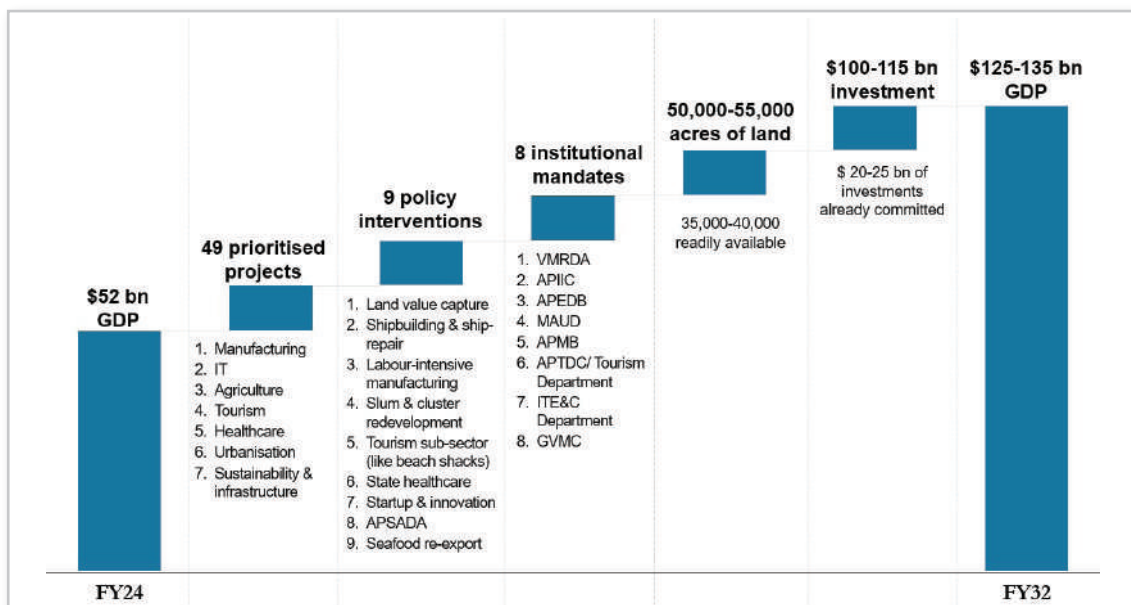 $52 bn
GDP
49 prioritised
projects
1. Manufacturing
2. IT
3. Agriculture
4. Tourism
5. Healthcare
6. Urbanisation
7. Sustainability &
infrastructure
9 policy
interventions
1. Land value capture
2. Shipbuilding & ship-
repair
3. Labour-intensive
manufacturing
4. Slum & cluster
redevelopment
5. Tourism sub-sector
(like beach shacks)
6. State healthcare
7. Startup & innovation
8. APSADA
9. Seafood re-export
8 institutional
mandates
1. VMRDA
2. APIIC
3. APEDB
4. MAUD
5. APMB
6. APTDC/ Tourism
Department
7. ITE&C
Department
8. GVMC
50,000-55,000
acres of land
35,000-40,000
readily available
$100-115 bn
investment
$ 20-25 bn of
investments
already committed
$125-135 bn
GDP
FY24
FY32